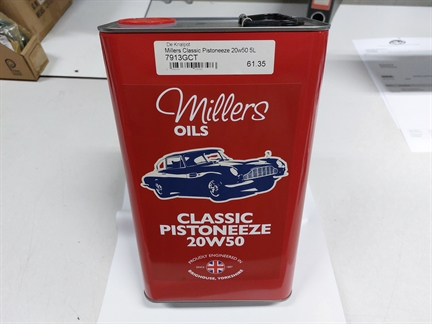 De Knalpot
Millers Classic Pistoneeze 20w50 5L
7913GCT
61.35
Millers
OILS
CLASSIC
PISTONEEZE
20W50
PROUDLY ENGINEERED IN
BRIGHOUSE, YORKSHIRE